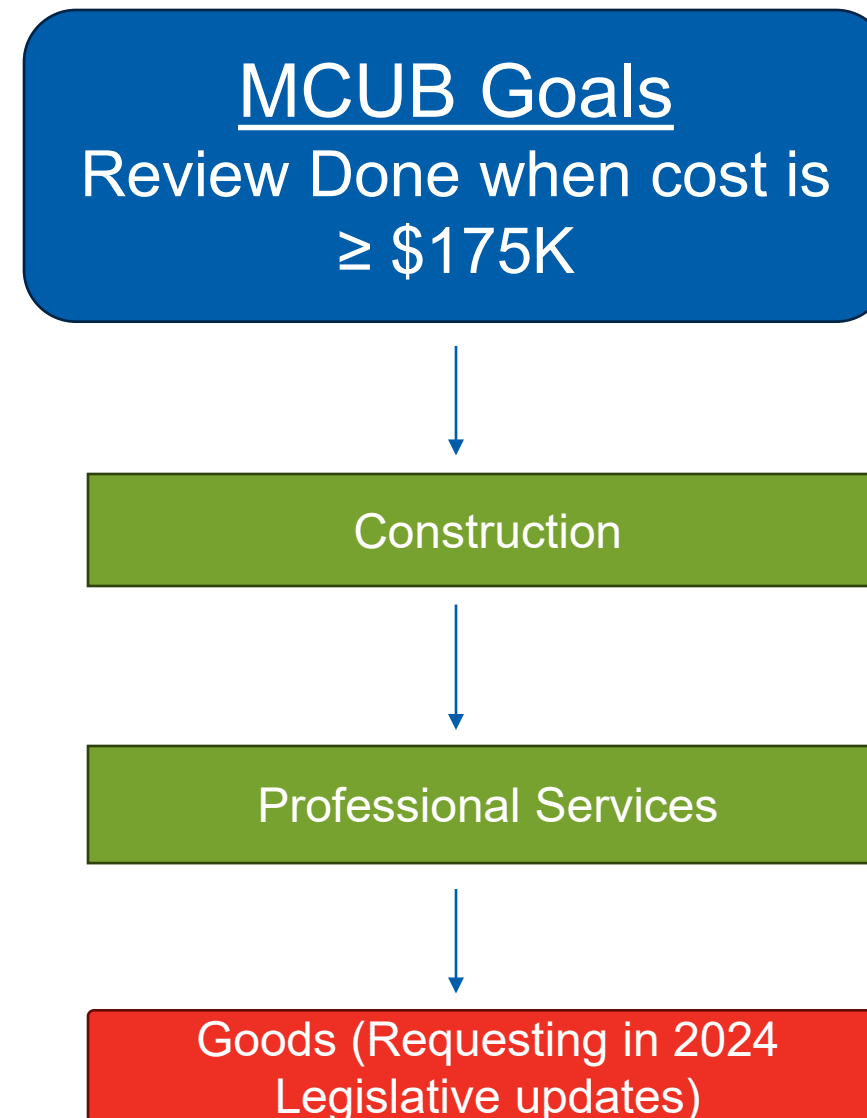 MCUB Goals
Review Done when cost is
≥ $175K
Construction
Professional Services
Goods (Requesting in 2024
Legislative updates)